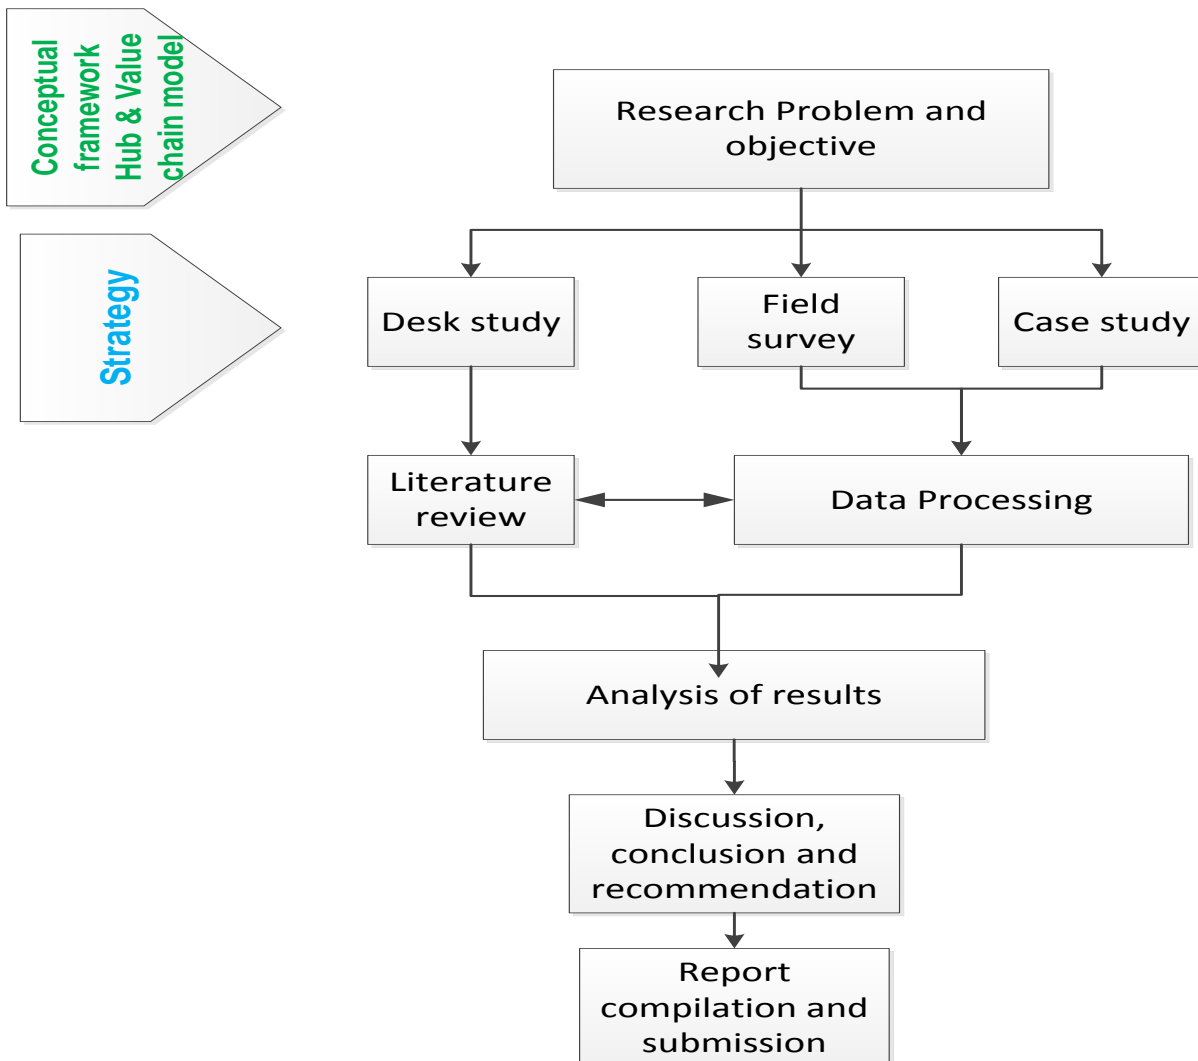 Conceptual
framework
Hub & Value
chain model
Research Problem and
objective
Strategy
Desk study
Field
survey
Case study
Literature
review
Data Processing
Analysis of results
Discussion,
conclusion and
recommendation
Report
compilation and
submission